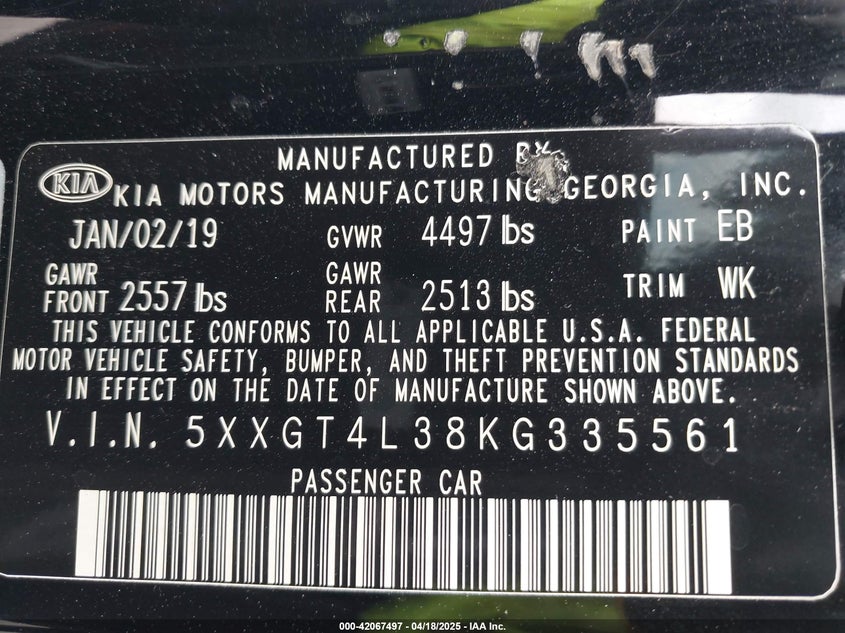 MANUFACTURED BY
KIA KIA MOTORS MANUFACTURING GEORGIA, INC.
JAN/02/19 GVWR 4497 lbs PAINT EB
GAWR FRONT 2557 lbs GAWR REAR 2513 lbs TRIM WK
THIS VEHICLE CONFORMS TO ALL APPLICABLE U.S.A. FEDERAL
MOTOR VEHICLE SAFETY, BUMPER, AND THEFT PREVENTION STANDARDS
IN EFFECT ON THE DATE OF MANUFACTURE SHOWN ABOVE.
V.I.N. 5XXGT4L38KG335561
PASSENGER CAR
000-42067497 - 04/18/2025 - IAA Inc.